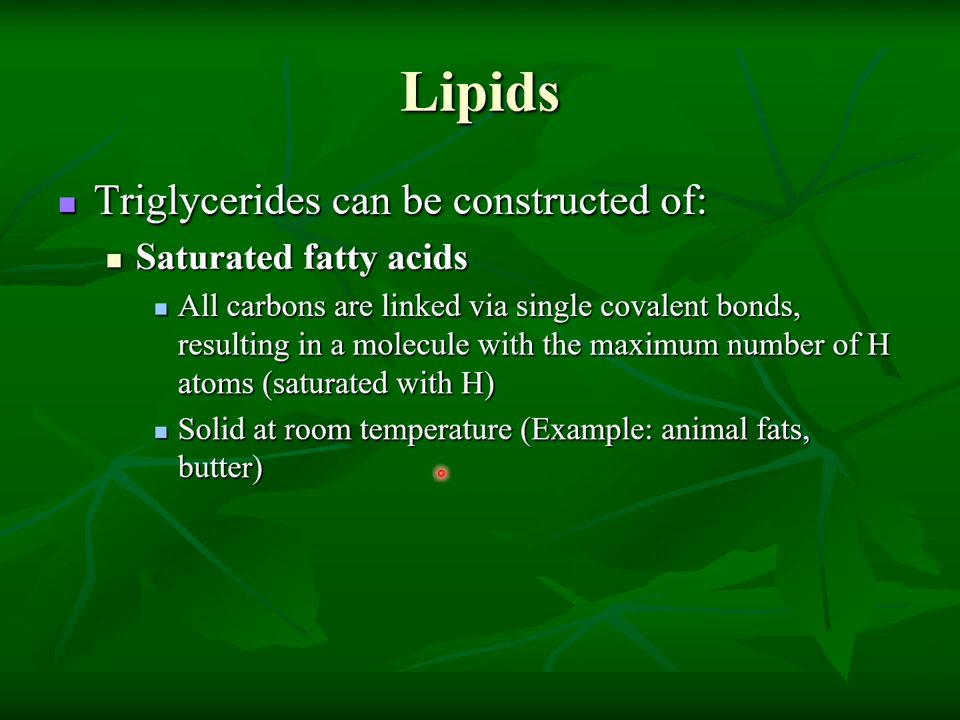 Lipids
Triglycerides can be constructed of:
Saturated fatty acids
All carbons are linked via single covalent bonds,
resulting in a molecule with the maximum number of H
atoms (saturated with H)
Solid at room temperature (Example: animal fats,
butter)